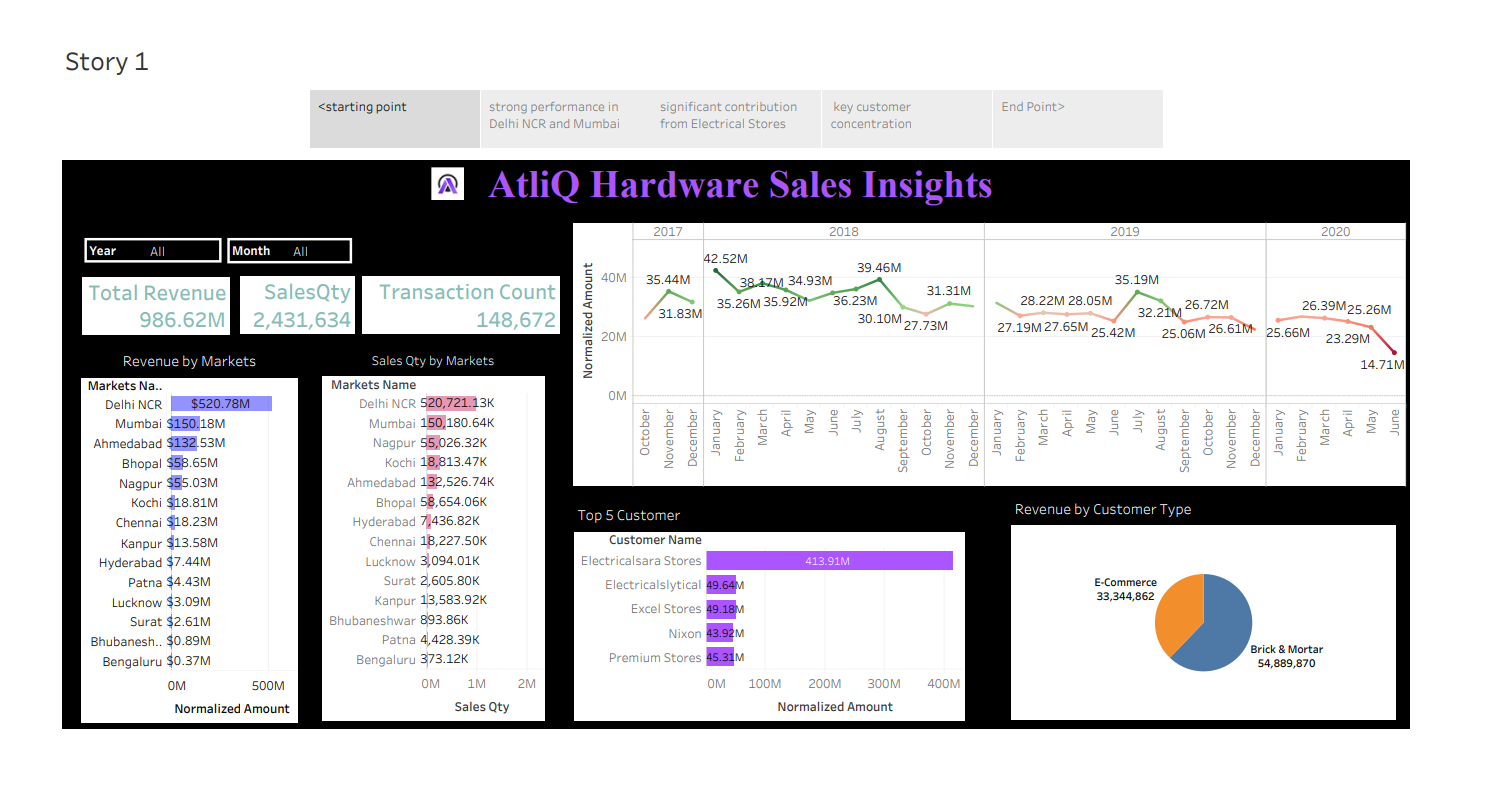 Story 1
<starting point
strong performance in
Delhi NCR and Mumbai
significant contribution
from Electrical Stores
key customer
concentration
End Point>
AtliQ Hardware Sales Insights
Year All
Month All
Total Revenue
986.62M
SalesQty
2,431,634
Transaction Count
148,672
Revenue by Markets
Markets Na..
Delhi NCR $520.78M
Mumbai $150.18M
Ahmedabad $132.53M
Bhopal $58.65M
Nagpur $55.03M
Kochi $18.81M
Chennai $18.23M
Kanpur $13.58M
Hyderabad $7.44M
Patna $4.43M
Lucknow $3.09M
Surat $2.61M
Bhubanesh.. $0.89M
Bengaluru $0.37M
0M 500M
Normalized Amount
Sales Qty by Markets
Markets Name
Delhi NCR 520,721.13K
Mumbai 150,180.64K
Nagpur 55,026.32K
Kochi 18,813.47K
Ahmedabad 132,526.74K
Bhopal 58,654.06K
Hyderabad 7,436.82K
Chennai 18,227.50K
Lucknow 3,094.01K
Surat 2,605.80K
Kanpur 13,583.92K
Bhubaneshwar 893.86K
Patna 4,428.39K
Bengaluru 373.12K
0M 1M 2M
Sales Qty
2017 2018 2019 2020
Normalized Amount
40M
20M
0M
35.44M
31.83M
42.52M
35.26M
38.17M
35.92M
34.93M
36.23M
39.46M
30.10M
27.73M
31.31M
27.19M
28.22M
27.65M
28.05M
25.42M
35.19M
32.21M
25.06M
26.72M
26.61M
25.66M
26.39M
23.29M
25.26M
14.71M
October
November
December
January
February
March
April
May
June
July
August
September
October
November
December
January
February
March
April
May
June
July
August
September
October
November
December
January
February
March
April
May
June
Top 5 Customer
Customer Name
Electricalsara Stores 413.91M
Electricalslytical 49.64M
Excel Stores 49.18M
Nixon 43.92M
Premium Stores 45.31M
0M 100M 200M 300M 400M
Normalized Amount
Revenue by Customer Type
E-Commerce
33,344,862
Brick & Mortar
54,889,870